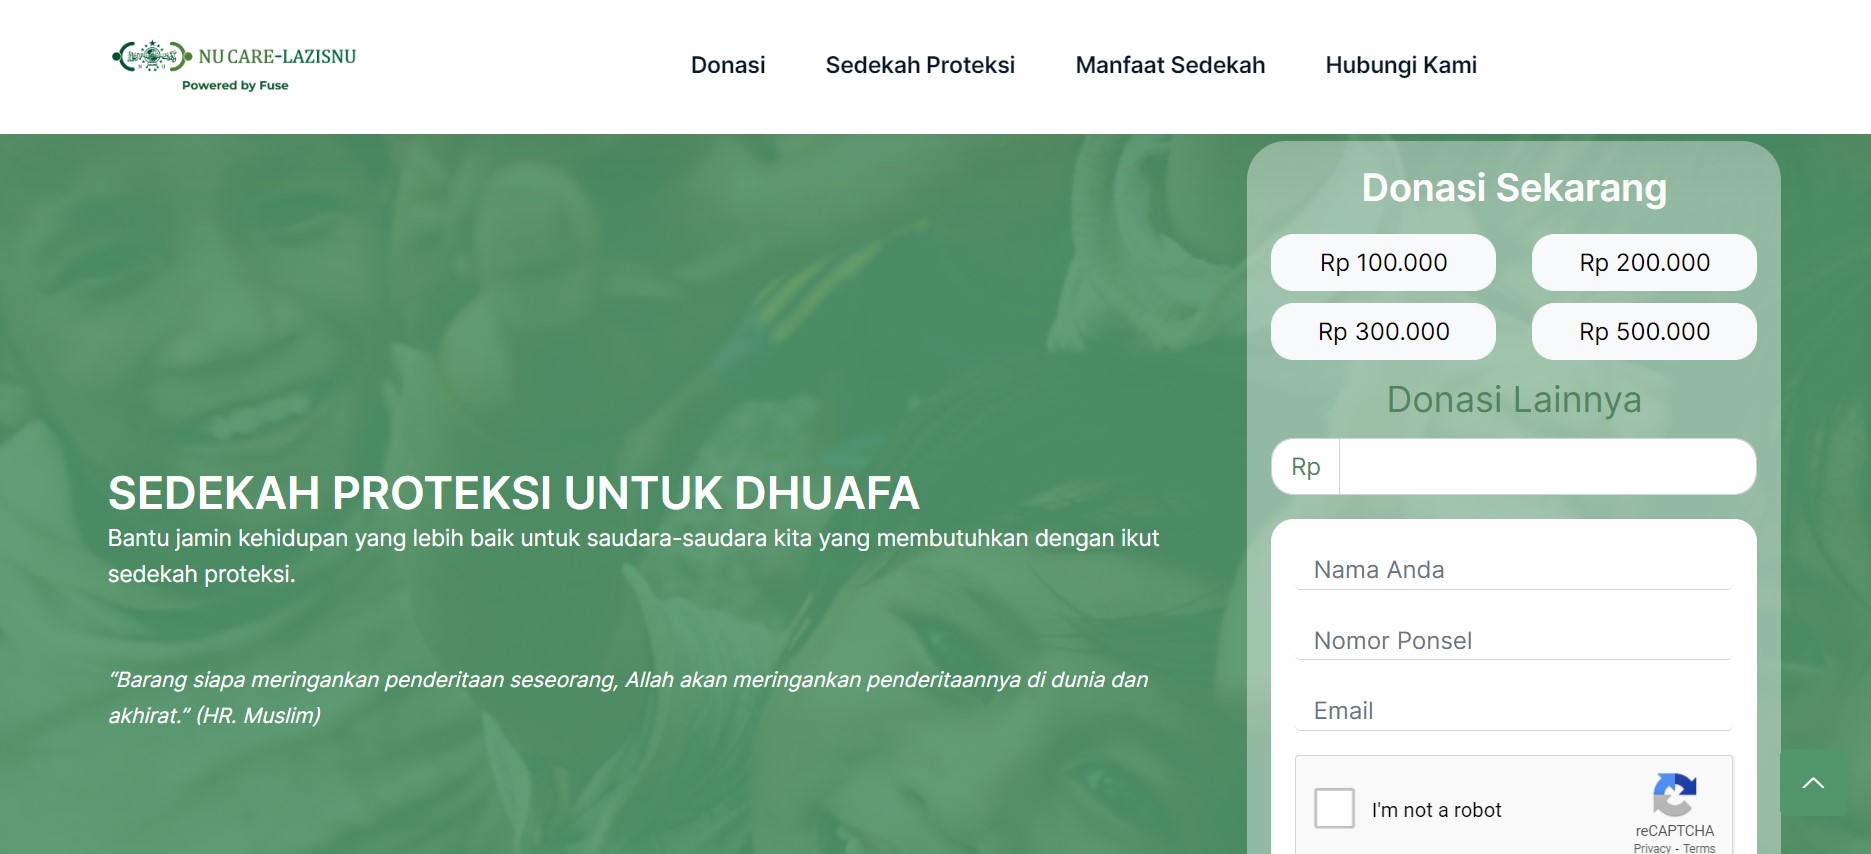 NU CARE-LAZISNU
Powered by Fuse
Donasi
Sedekah Proteksi
Manfaat Sedekah
Hubungi Kami
SEDEKAH PROTEKSI UNTUK DHUAFA
Bantu jamin kehidupan yang lebih baik untuk saudara-saudara kita yang membutuhkan dengan ikut
sedekah proteksi.
“Barang siapa meringankan penderitaan seseorang, Allah akan meringankan penderitaannya di dunia dan
akhirat.” (HR. Muslim)
Donasi Sekarang
Rp 100.000
Rp 200.000
Rp 300.000
Rp 500.000
Donasi Lainnya
Rp
Nama Anda
Nomor Ponsel
Email
I'm not a robot
reCAPTCHA
Privacy - Terms